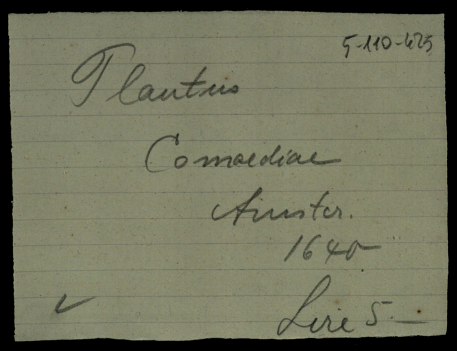 5-110-425
Plautus
Comoediae
Amster.
1640
Lire 5.—